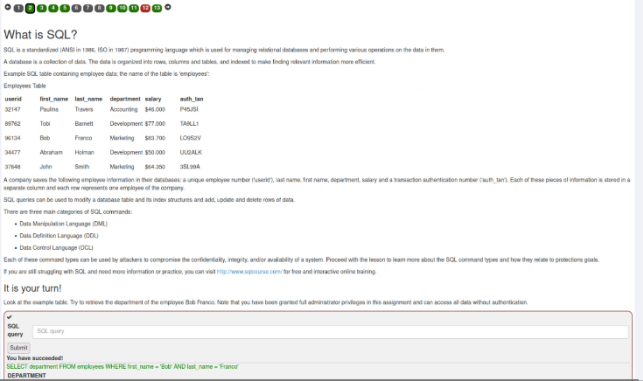 1 2 3 4 5 6 7 8 9 10 11 12 13
What is SQL?
SQL is a standardized (ANSI in 1986, ISO in 1987) programming language which is used for managing relational databases and performing various operations on the data in them.
A database is a collection of data. The data is organized into rows, columns and tables, and indexed to make finding relevant information more efficient.
Example SQL table containing employee data; the name of the table is 'employees':
Employees Table
userid first_name last_name department salary auth_tan
32147 Paulina Travers Accounting $46.000 P45JSI
89762 Tobi Barnett Development $77.000 TA9LL1
96134 Bob Franco Marketing $83.700 LO9S2V
34477 Abraham Holman Development $50.000 UU2ALK
37648 John Smith Marketing $64.350 3SL99A
A company saves the following employee information in their databases: a unique employee number ('userid'), last name, first name, department, salary and a transaction authentication number ('auth_tan'). Each of these pieces of information is stored in a
separate column and each row represents one employee of the company.
SQL queries can be used to modify a database table and its index structures and add, update and delete rows of data.
There are three main categories of SQL commands:
• Data Manipulation Language (DML)
• Data Definition Language (DDL)
• Data Control Language (DCL)
Each of these command types can be used by attackers to compromise the confidentiality, integrity, and/or availability of a system. Proceed with the lesson to learn more about the SQL command types and how they relate to protections goals.
If you are still struggling with SQL and need more information or practice, you can visit http://www.sqlcourse.com/ for free and interactive online training.
It is your turn!
Look at the example table. Try to retrieve the department of the employee Bob Franco. Note that you have been granted full administrator privileges in this assignment and can access all data without authentication.
✔
SQL query SQL query
Submit
You have succeeded!
SELECT department FROM employees WHERE first_name = 'Bob' AND last_name = 'Franco'
DEPARTMENT